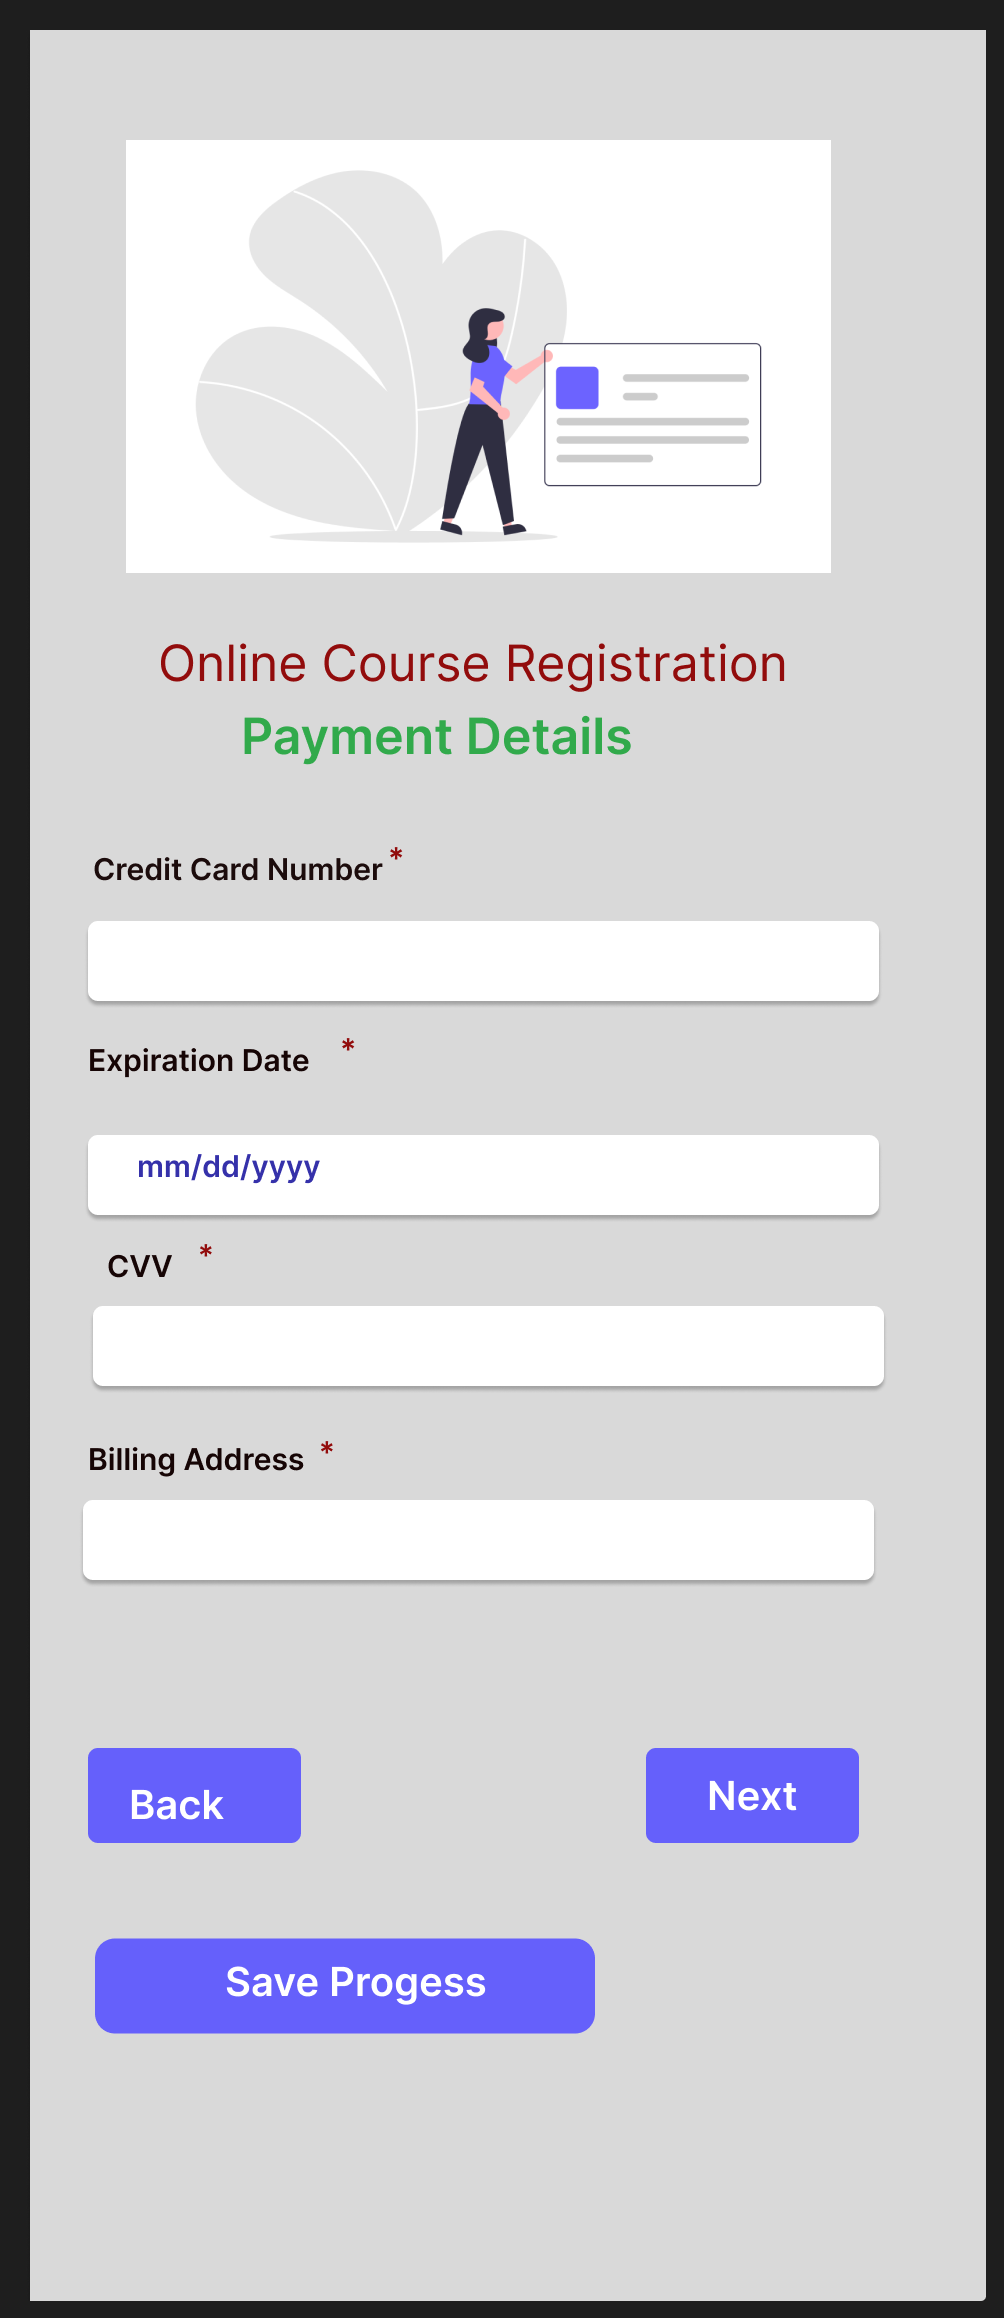 Online Course Registration
Payment Details
Credit Card Number *
Expiration Date *
mm/dd/yyyy
CVV *
Billing Address *
Back Next
Save Progess